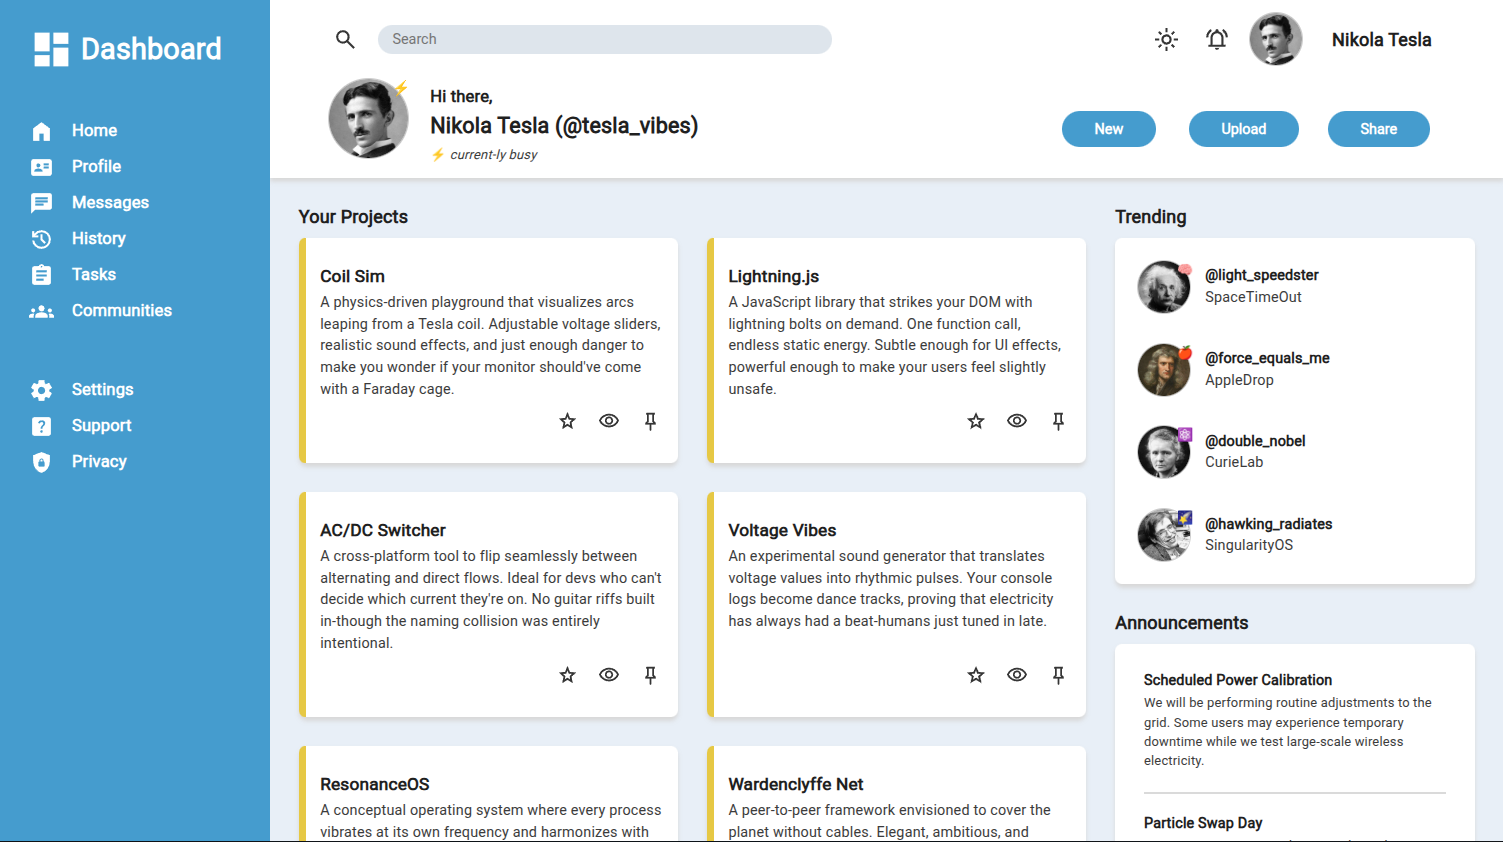 Dashboard
Home
Profile
Messages
History
Tasks
Communities
Settings
Support
Privacy
Search
Nikola Tesla
Hi there,
Nikola Tesla (@tesla_vibes)
⚡ current-ly busy
New
Upload
Share
Your Projects
Coil Sim
A physics-driven playground that visualizes arcs
leaping from a Tesla coil. Adjustable voltage sliders,
realistic sound effects, and just enough danger to
make you wonder if your monitor should've come
with a Faraday cage.
Lightning.js
A JavaScript library that strikes your DOM with
lightning bolts on demand. One function call,
endless static energy. Subtle enough for UI effects,
powerful enough to make your users feel slightly
unsafe.
AC/DC Switcher
A cross-platform tool to flip seamlessly between
alternating and direct flows. Ideal for devs who can't
decide which current they're on. No guitar riffs built
in-though the naming collision was entirely
intentional.
Voltage Vibes
An experimental sound generator that translates
voltage values into rhythmic pulses. Your console
logs become dance tracks, proving that electricity
has always had a beat-humans just tuned in late.
ResonanceOS
A conceptual operating system where every process
vibrates at its own frequency and harmonizes with
Wardenclyffe Net
A peer-to-peer framework envisioned to cover the
planet without cables. Elegant, ambitious, and
Trending
@light_speedster
SpaceTimeOut
@force_equals_me
AppleDrop
@double_nobel
CurieLab
@hawking_radiates
SingularityOS
Announcements
Scheduled Power Calibration
We will be performing routine adjustments to the
grid. Some users may experience temporary
downtime while we test large-scale wireless
electricity.
Particle Swap Day